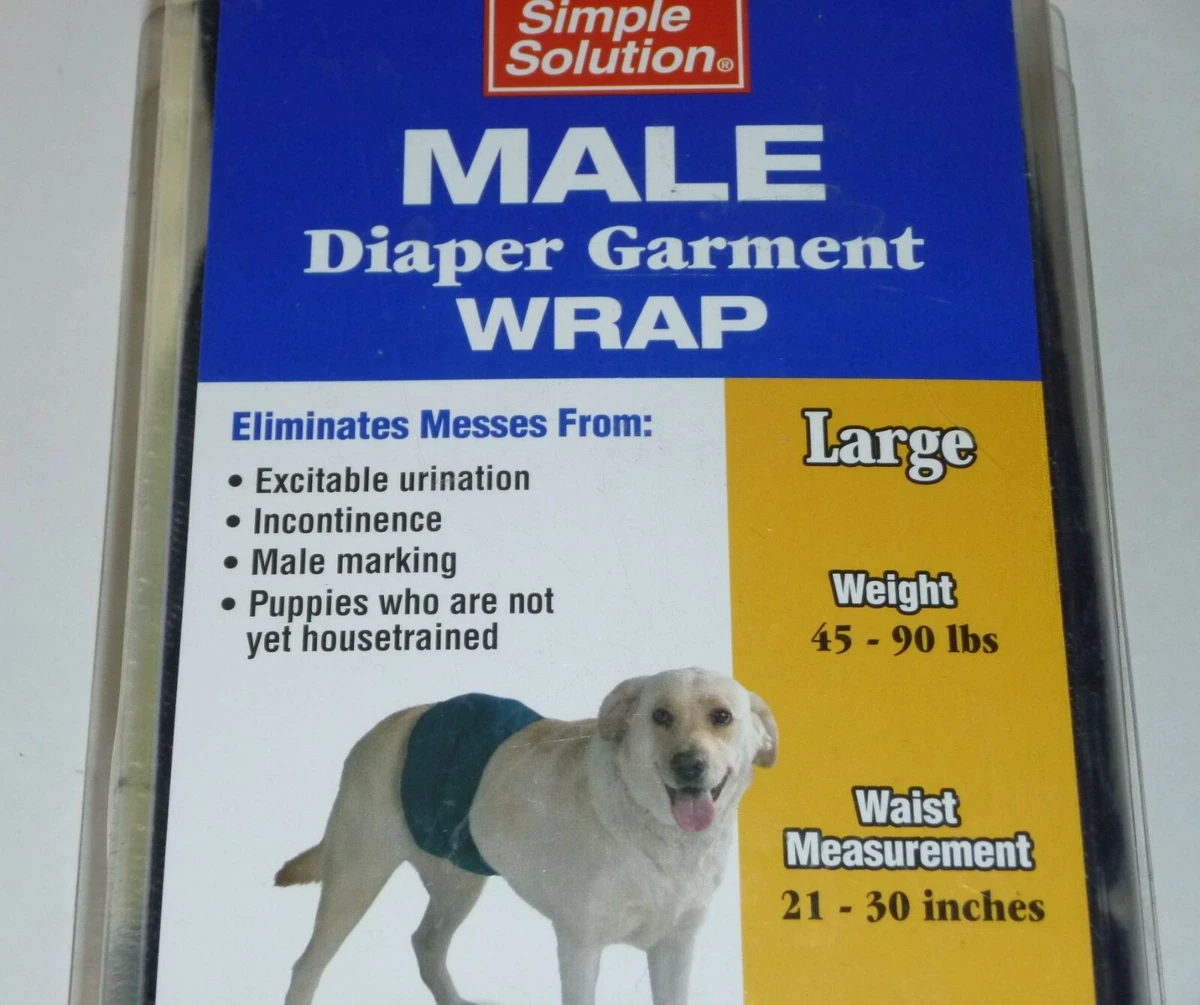 Simple
Solution®
MALE
Diaper Garment
WRAP
Eliminates Messes From:
• Excitable urination
• Incontinence
• Male marking
• Puppies who are not
yet housetrained
Large
Weight
45 - 90 lbs
Waist
Measurement
21 - 30 inches